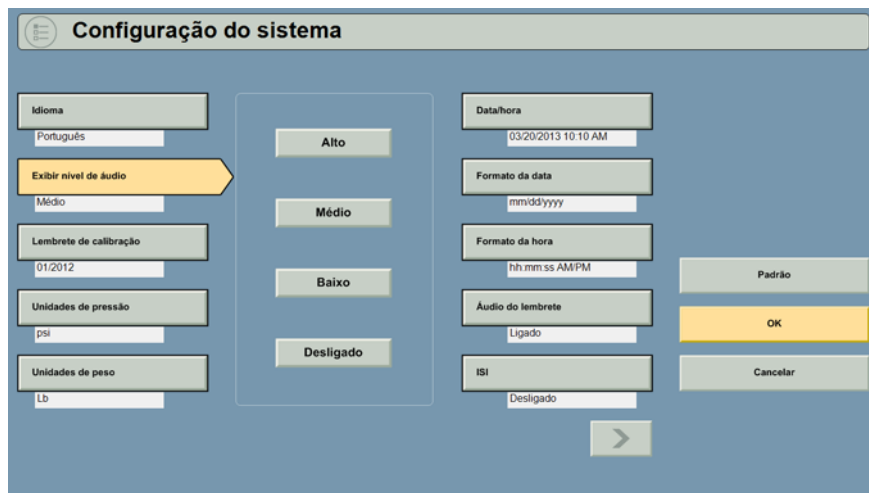 Configuração do sistema
Idioma
Português
Exibir nível de áudio
Médio
Lembrete de calibração
01/2012
Unidades de pressão
psi
Unidades de peso
Lb
Alto
Médio
Baixo
Desligado
Data/hora
03/20/2013 10:10 AM
Formato da data
mm/dd/yyyy
Formato da hora
hh:mm:ss AM/PM
Áudio do lembrete
Ligado
ISI
Desligado
Padrão
OK
Cancelar